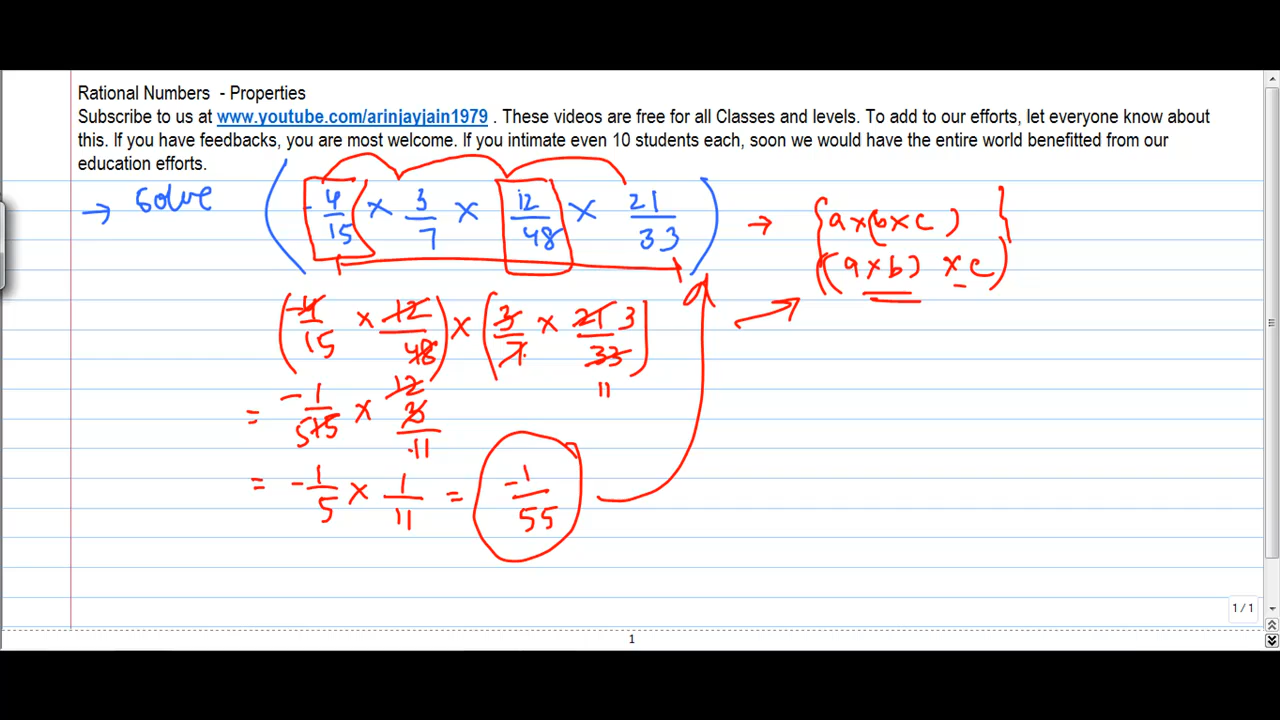 Rational Numbers - Properties
Subscribe to us at www.youtube.com/arinjayjain1979 . These videos are free for all Classes and levels. To add to our efforts, let everyone know about
this. If you have feedbacks, you are most welcome. If you intimate even 10 students each, soon we would have the entire world benefitted from our
education efforts.
→ Solve ( -4/15 × 3/7 × 12/48 × 21/33 ) → {a×(b×c)}
((a×b) × c)
(-4/15 × 12/48) × (3/7 × 21 3/33 11)
= -1/5 15 × 12 3/11
= -1/5 × 1/11 = -1/55
1 / 1
1